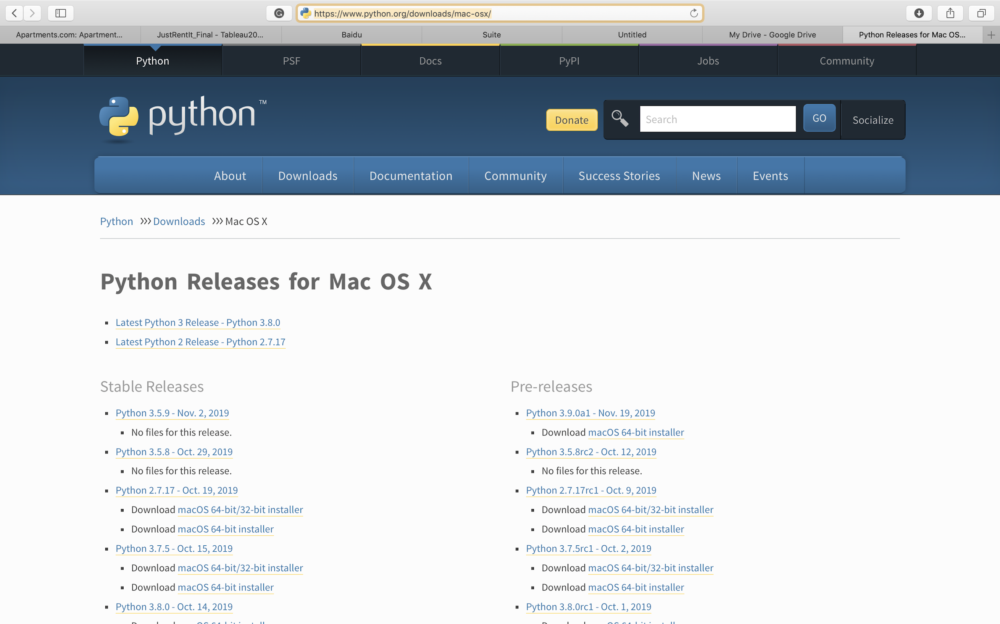 https://www.python.org/downloads/mac-osx/
Apartments.com: Apartment...
JustRentIt_Final - Tableau20...
Baidu
Suite
Untitled
My Drive - Google Drive
Python Releases for Mac OS...
Python
PSF
Docs
PyPI
Jobs
Community
python™
Donate
Search
GO
Socialize
About
Downloads
Documentation
Community
Success Stories
News
Events
Python >>> Downloads >>> Mac OS X
Python Releases for Mac OS X
Latest Python 3 Release - Python 3.8.0
Latest Python 2 Release - Python 2.7.17
Stable Releases
Python 3.5.9 - Nov. 2, 2019
No files for this release.
Python 3.5.8 - Oct. 29, 2019
No files for this release.
Python 2.7.17 - Oct. 19, 2019
Download macOS 64-bit/32-bit installer
Download macOS 64-bit installer
Python 3.7.5 - Oct. 15, 2019
Download macOS 64-bit/32-bit installer
Download macOS 64-bit installer
Python 3.8.0 - Oct. 14, 2019
Pre-releases
Python 3.9.0a1 - Nov. 19, 2019
Download macOS 64-bit installer
Python 3.5.8rc2 - Oct. 12, 2019
No files for this release.
Python 2.7.17rc1 - Oct. 9, 2019
Download macOS 64-bit/32-bit installer
Download macOS 64-bit installer
Python 3.7.5rc1 - Oct. 2, 2019
Download macOS 64-bit/32-bit installer
Download macOS 64-bit installer
Python 3.8.0rc1 - Oct. 1, 2019